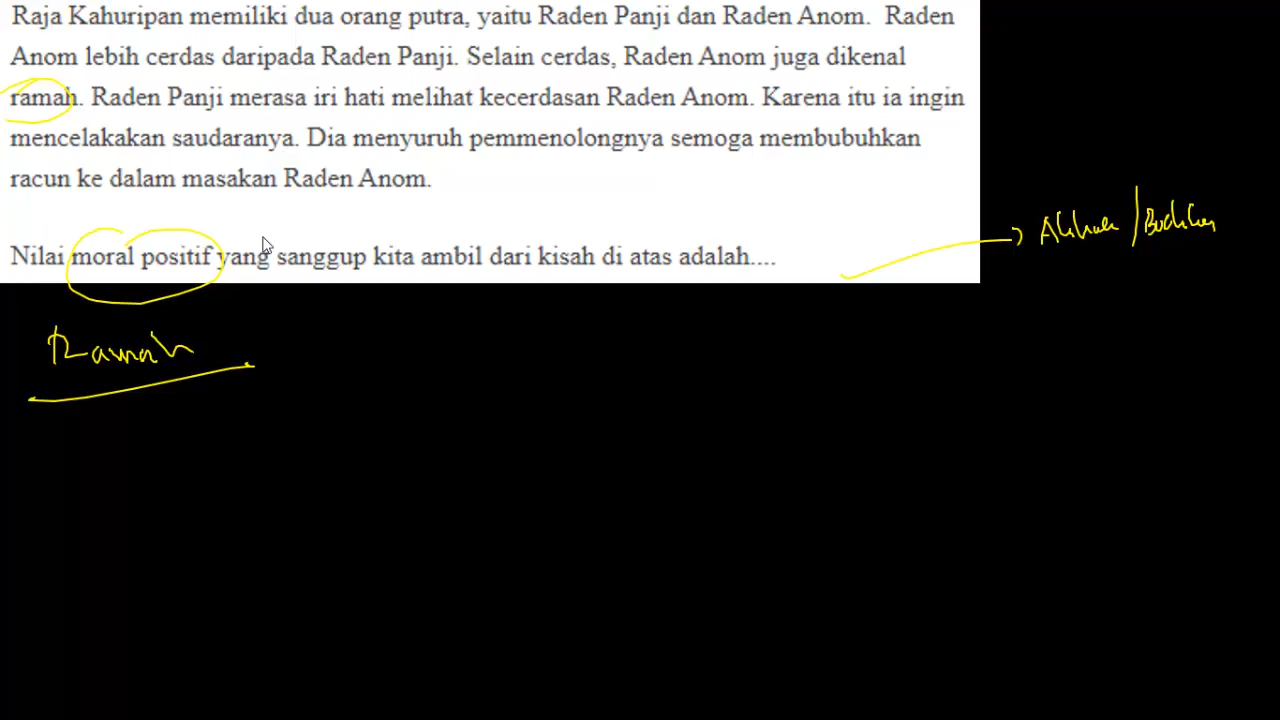 Raja Kahuripan memiliki dua orang putra, yaitu Raden Panji dan Raden Anom. Raden
Anom lebih cerdas daripada Raden Panji. Selain cerdas, Raden Anom juga dikenal
ramah. Raden Panji merasa iri hati melihat kecerdasan Raden Anom. Karena itu ia ingin
mencelakakan saudaranya. Dia menyuruh pemmenolongnya semoga membubuhkan
racun ke dalam masakan Raden Anom.
Nilai moral positif yang sanggup kita ambil dari kisah di atas adalah....
Ramah